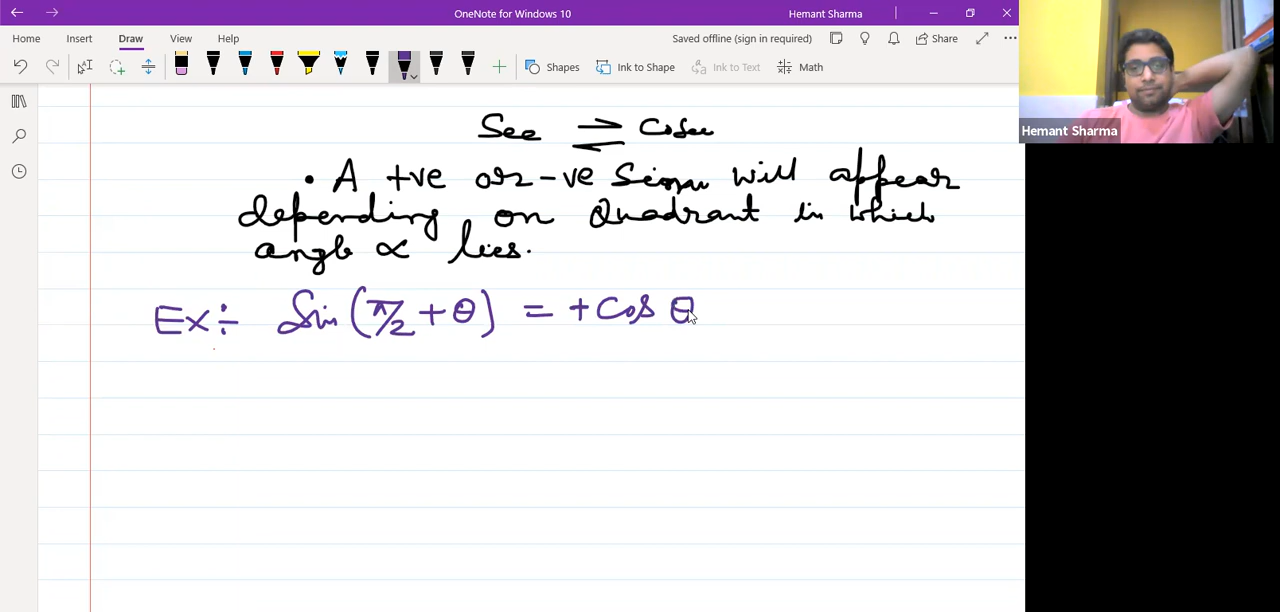 OneNote for Windows 10
Hemant Sharma
Home Insert Draw View Help
Saved offline (sign in required)
Share
Shapes
Ink to Shape
Ink to Text
Math
Hemant Sharma
Sec ⇌ Cosec
• A +ve or -ve Sign will appear
depending on Quadrant in which
angle ∝ lies.
Ex÷ Sin (π/2 + θ) = + Cos θ